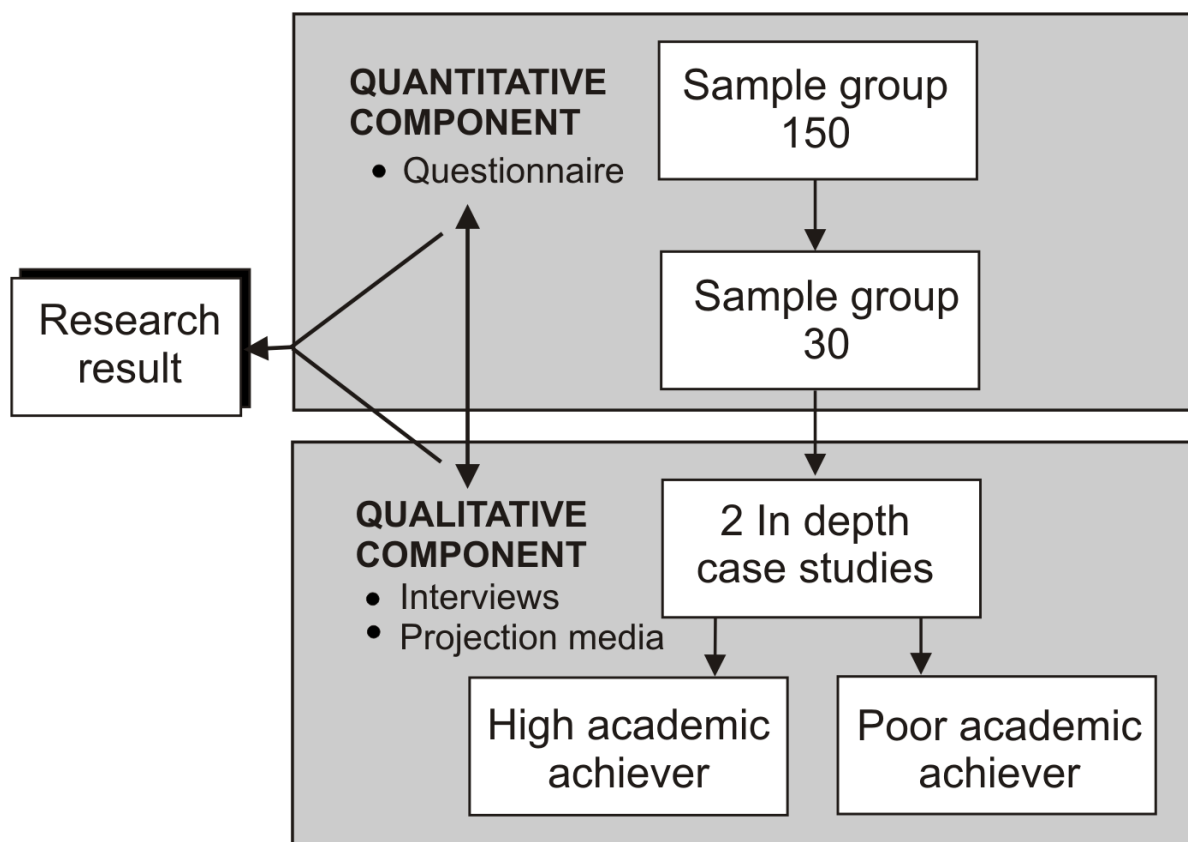 QUANTITATIVE
COMPONENT
• Questionnaire
Sample group
150
Sample group
30
Research
result
QUALITATIVE
COMPONENT
• Interviews
• Projection media
2 In depth
case studies
High academic
achiever
Poor academic
achiever